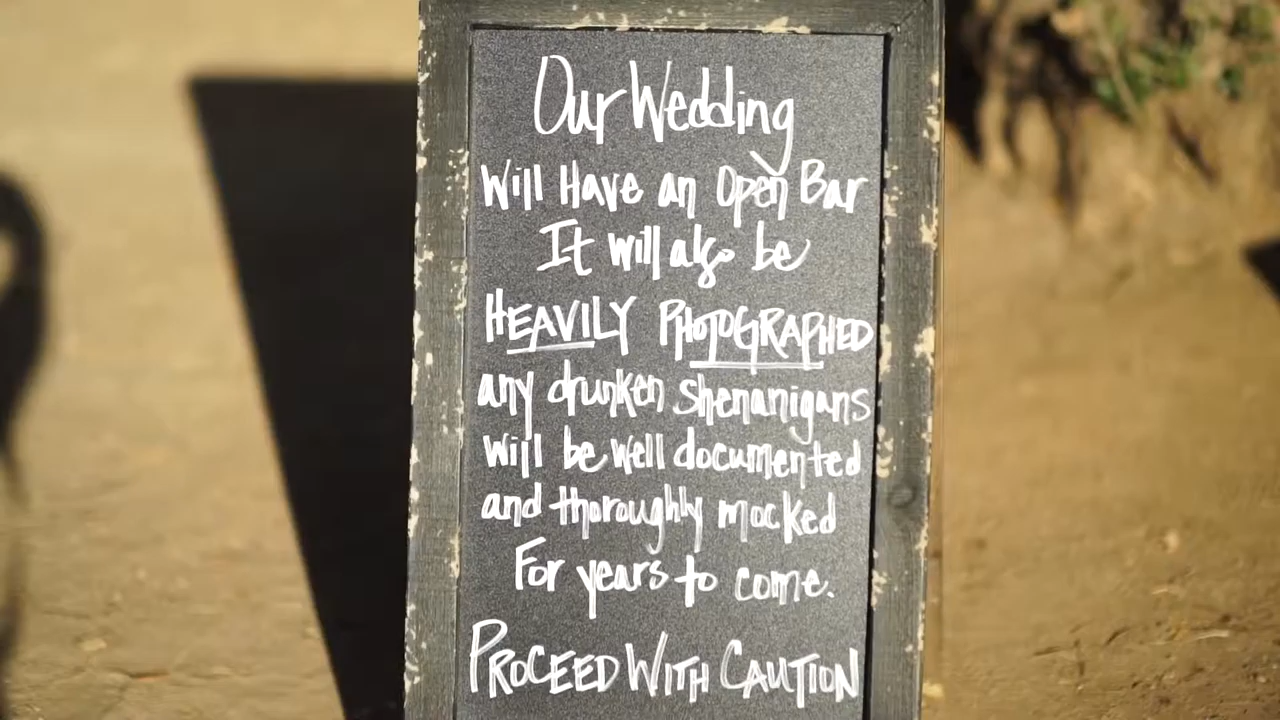 Our Wedding
Will Have an Open Bar
It will also be
HEAVILY PHOTOGRAPHED
any drunken shenanigans
will be well documented
and thoroughly mocked
For years to come.
PROCEED WITH CAUTION